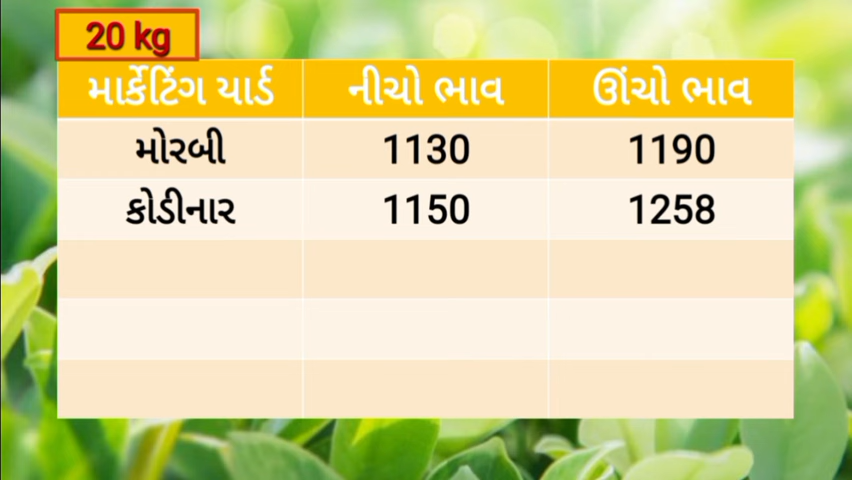 20 kg
માર્કેટિંગ યાર્ડ નીચો ભાવ ઊંચો ભાવ
મોરબી 1130 1190
કોડીનાર 1150 1258